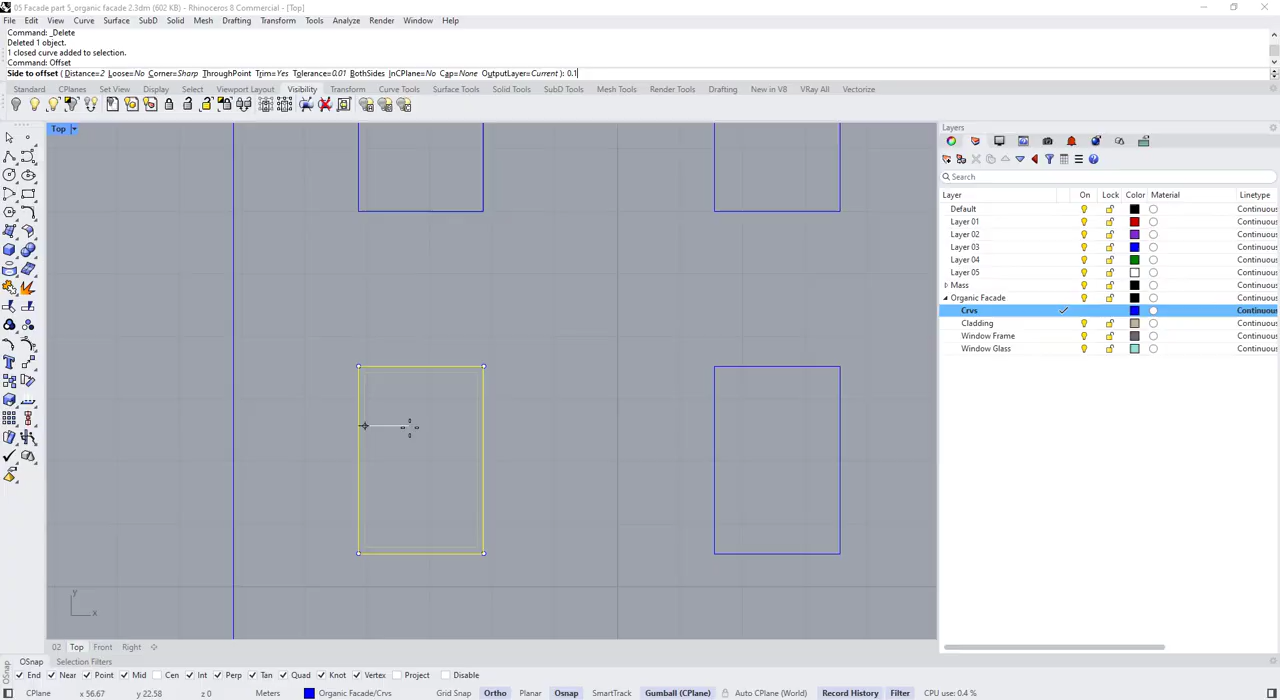 05 Facade part 5_organic facade 2.3dm (602 KB) - Rhinoceros 8 Commercial - [Top]
File Edit View Curve Surface SubD Solid Mesh Drafting Transform Tools Analyze Render Window Help
Command: _Delete
Deleted 1 object.
1 closed curve added to selection.
Command: Offset
Side to offset ( Distance=2 Loose=No Corner=Sharp ThroughPoint Trim=Yes Tolerance=0.01 BothSides InCPlane=No Cap=None OutputLayer=Current ): 0.1
Standard CPlanes Set View Display Select Viewport Layout Visibility Transform Curve Tools Surface Tools Solid Tools SubD Tools Mesh Tools Render Tools Drafting New in V8 VRay All Vectorize
Top
Layers
Search
Layer On Lock Color Material Linetype
Default Continuous
Layer 01 Continuous
Layer 02 Continuous
Layer 03 Continuous
Layer 04 Continuous
Layer 05 Continuous
Mass Continuous
Organic Facade Continuous
Crvs Continuous
Cladding Continuous
Window Frame Continuous
Window Glass Continuous
y
x
02 Top Front Right
OSnap Selection Filters
OSnap
End Near Point Mid Cen Int Perp Tan Quad Knot Vertex Project Disable
CPlane x 56.67 y 22.58 z 0 Meters Organic Facade/Crvs Grid Snap Ortho Planar Osnap SmartTrack Gumball (CPlane) Auto CPlane (World) Record History Filter CPU use: 0.4 %